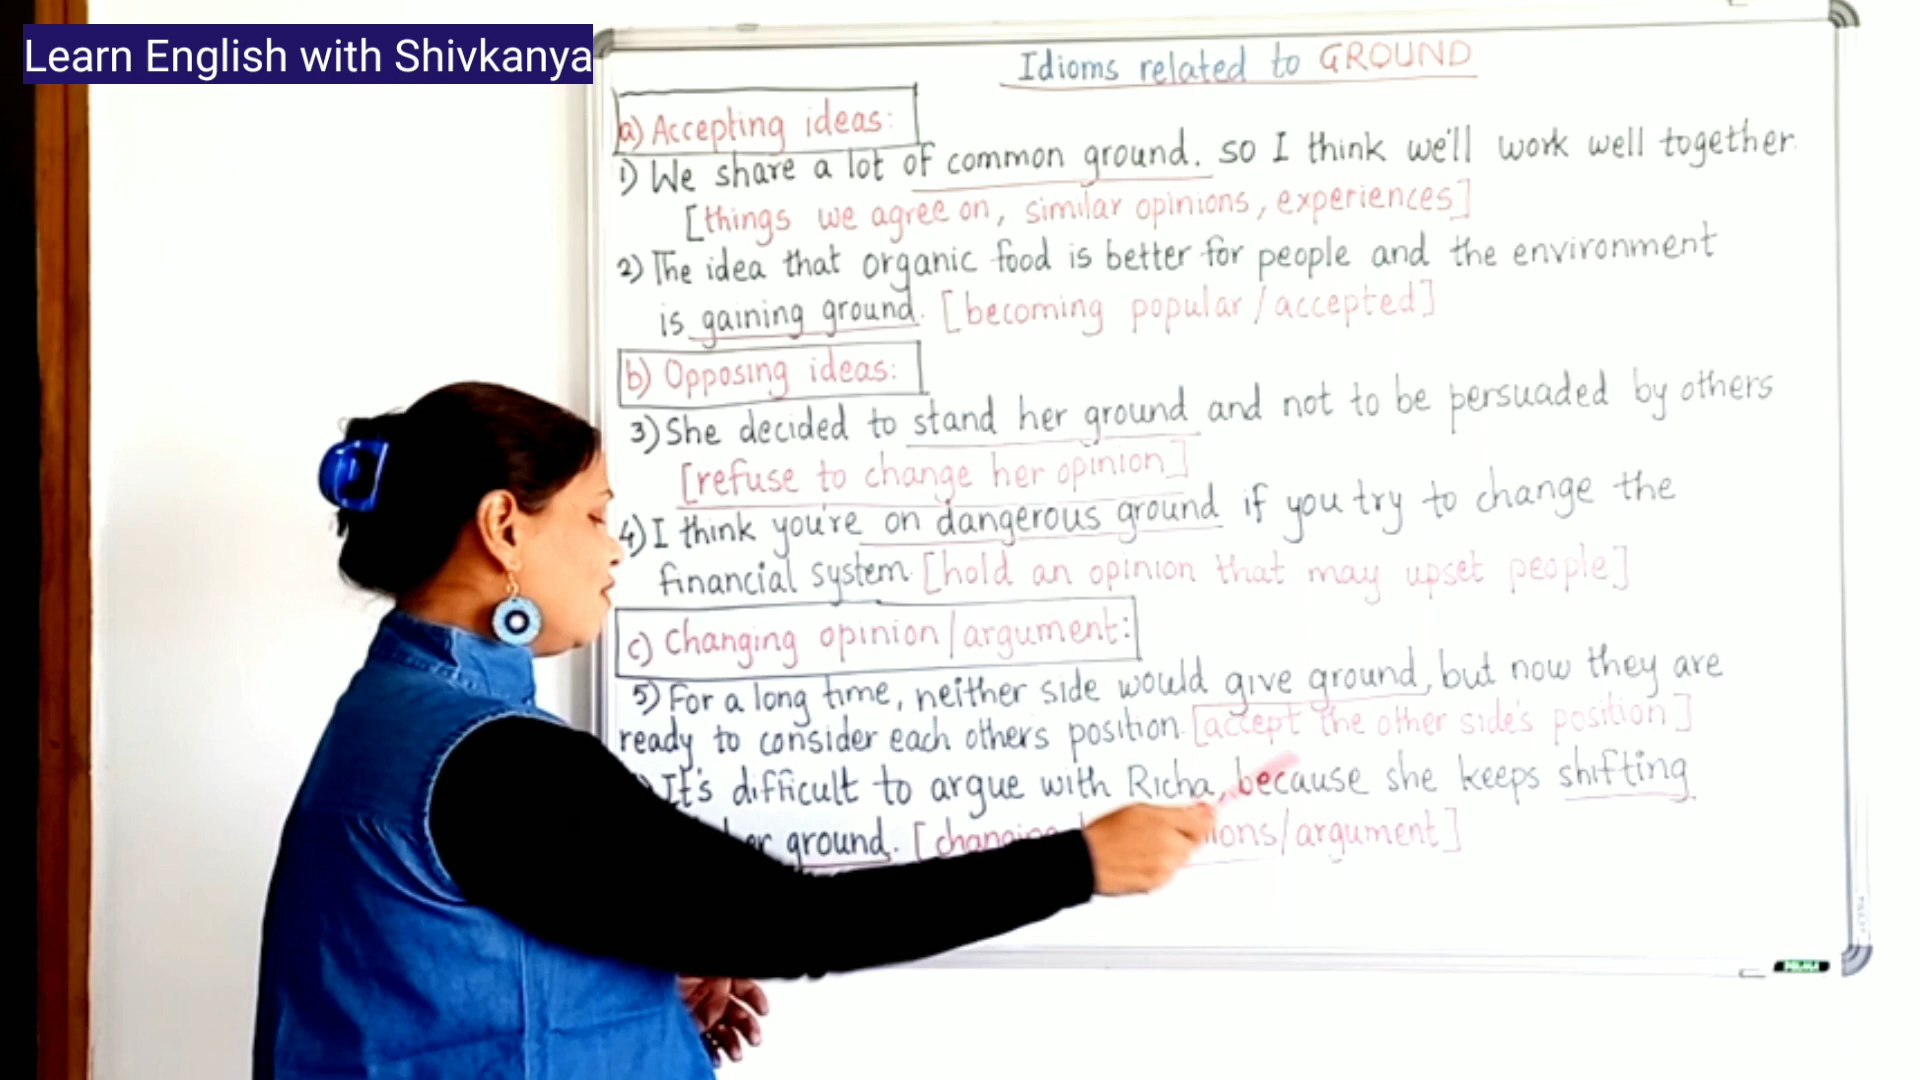 Learn English with Shivkanya
Idioms related to GROUND
a) Accepting ideas:
1) We share a lot of common ground. so I think we'll work well together.
[things we agree on, similar opinions, experiences]
2) The idea that organic food is better for people and the environment
is gaining ground. [becoming popular/accepted]
b) Opposing ideas:
3) She decided to stand her ground and not to be persuaded by others
[refuse to change her opinion]
4) I think you're on dangerous ground if you try to change the
financial system. [hold an opinion that may upset people]
c) Changing opinion/argument:
5) For a long time, neither side would give ground, but now they are
ready to consider each others position. [accept the other side's position]
It's difficult to argue with Richa, because she keeps shifting
ground. [changing /argument]